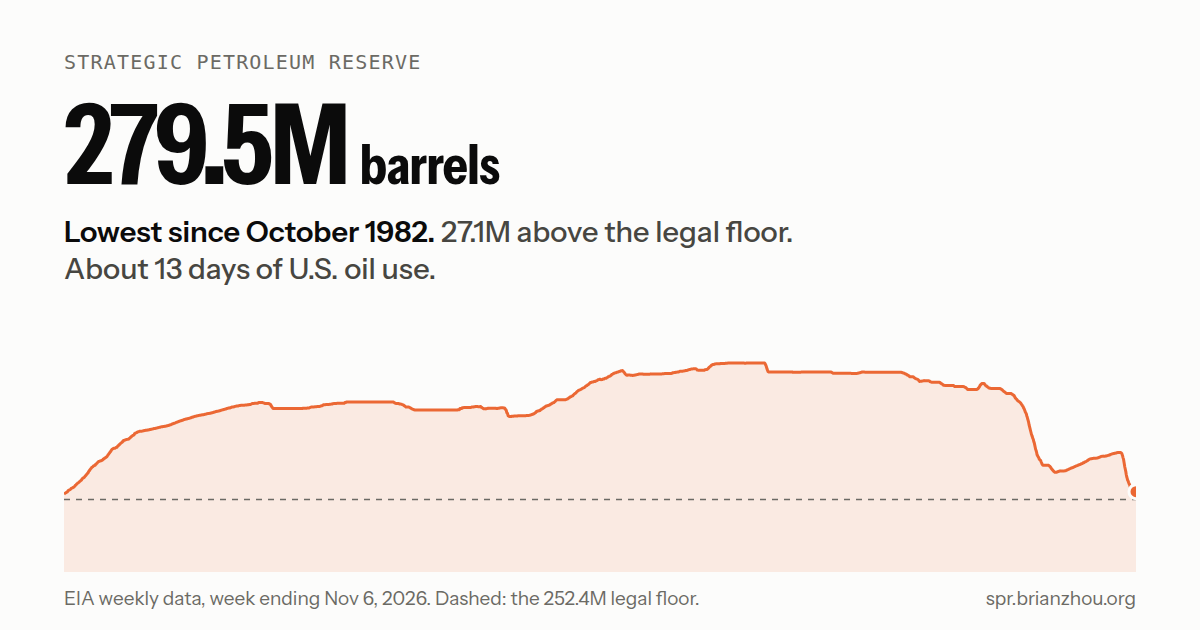 STRATEGIC PETROLEUM RESERVE
279.5M barrels
Lowest since October 1982. 27.1M above the legal floor.
About 13 days of U.S. oil use.
EIA weekly data, week ending Nov 6, 2026. Dashed: the 252.4M legal floor.
spr.brianzhou.org